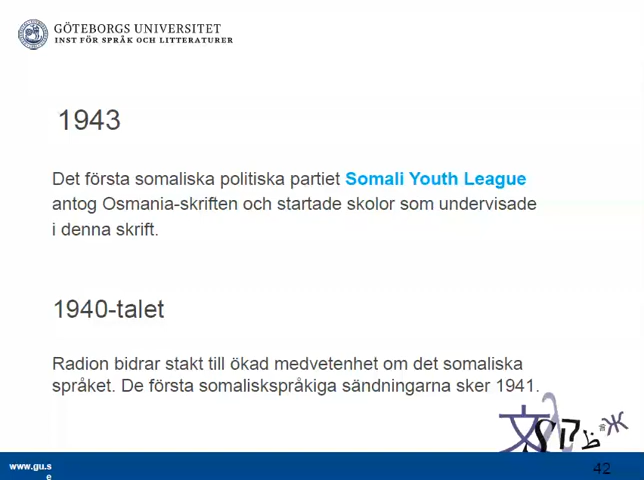 GÖTEBORGS UNIVERSITET
INST FÖR SPRÅK OCH LITTERATURER
1943
Det första somaliska politiska partiet Somali Youth League
antog Osmania-skriften och startade skolor som undervisade
i denna skrift.
1940-talet
Radion bidrar stakt till ökad medvetenhet om det somaliska
språket. De första somaliskspråkiga sändningarna sker 1941.
www.gu.s
e
42